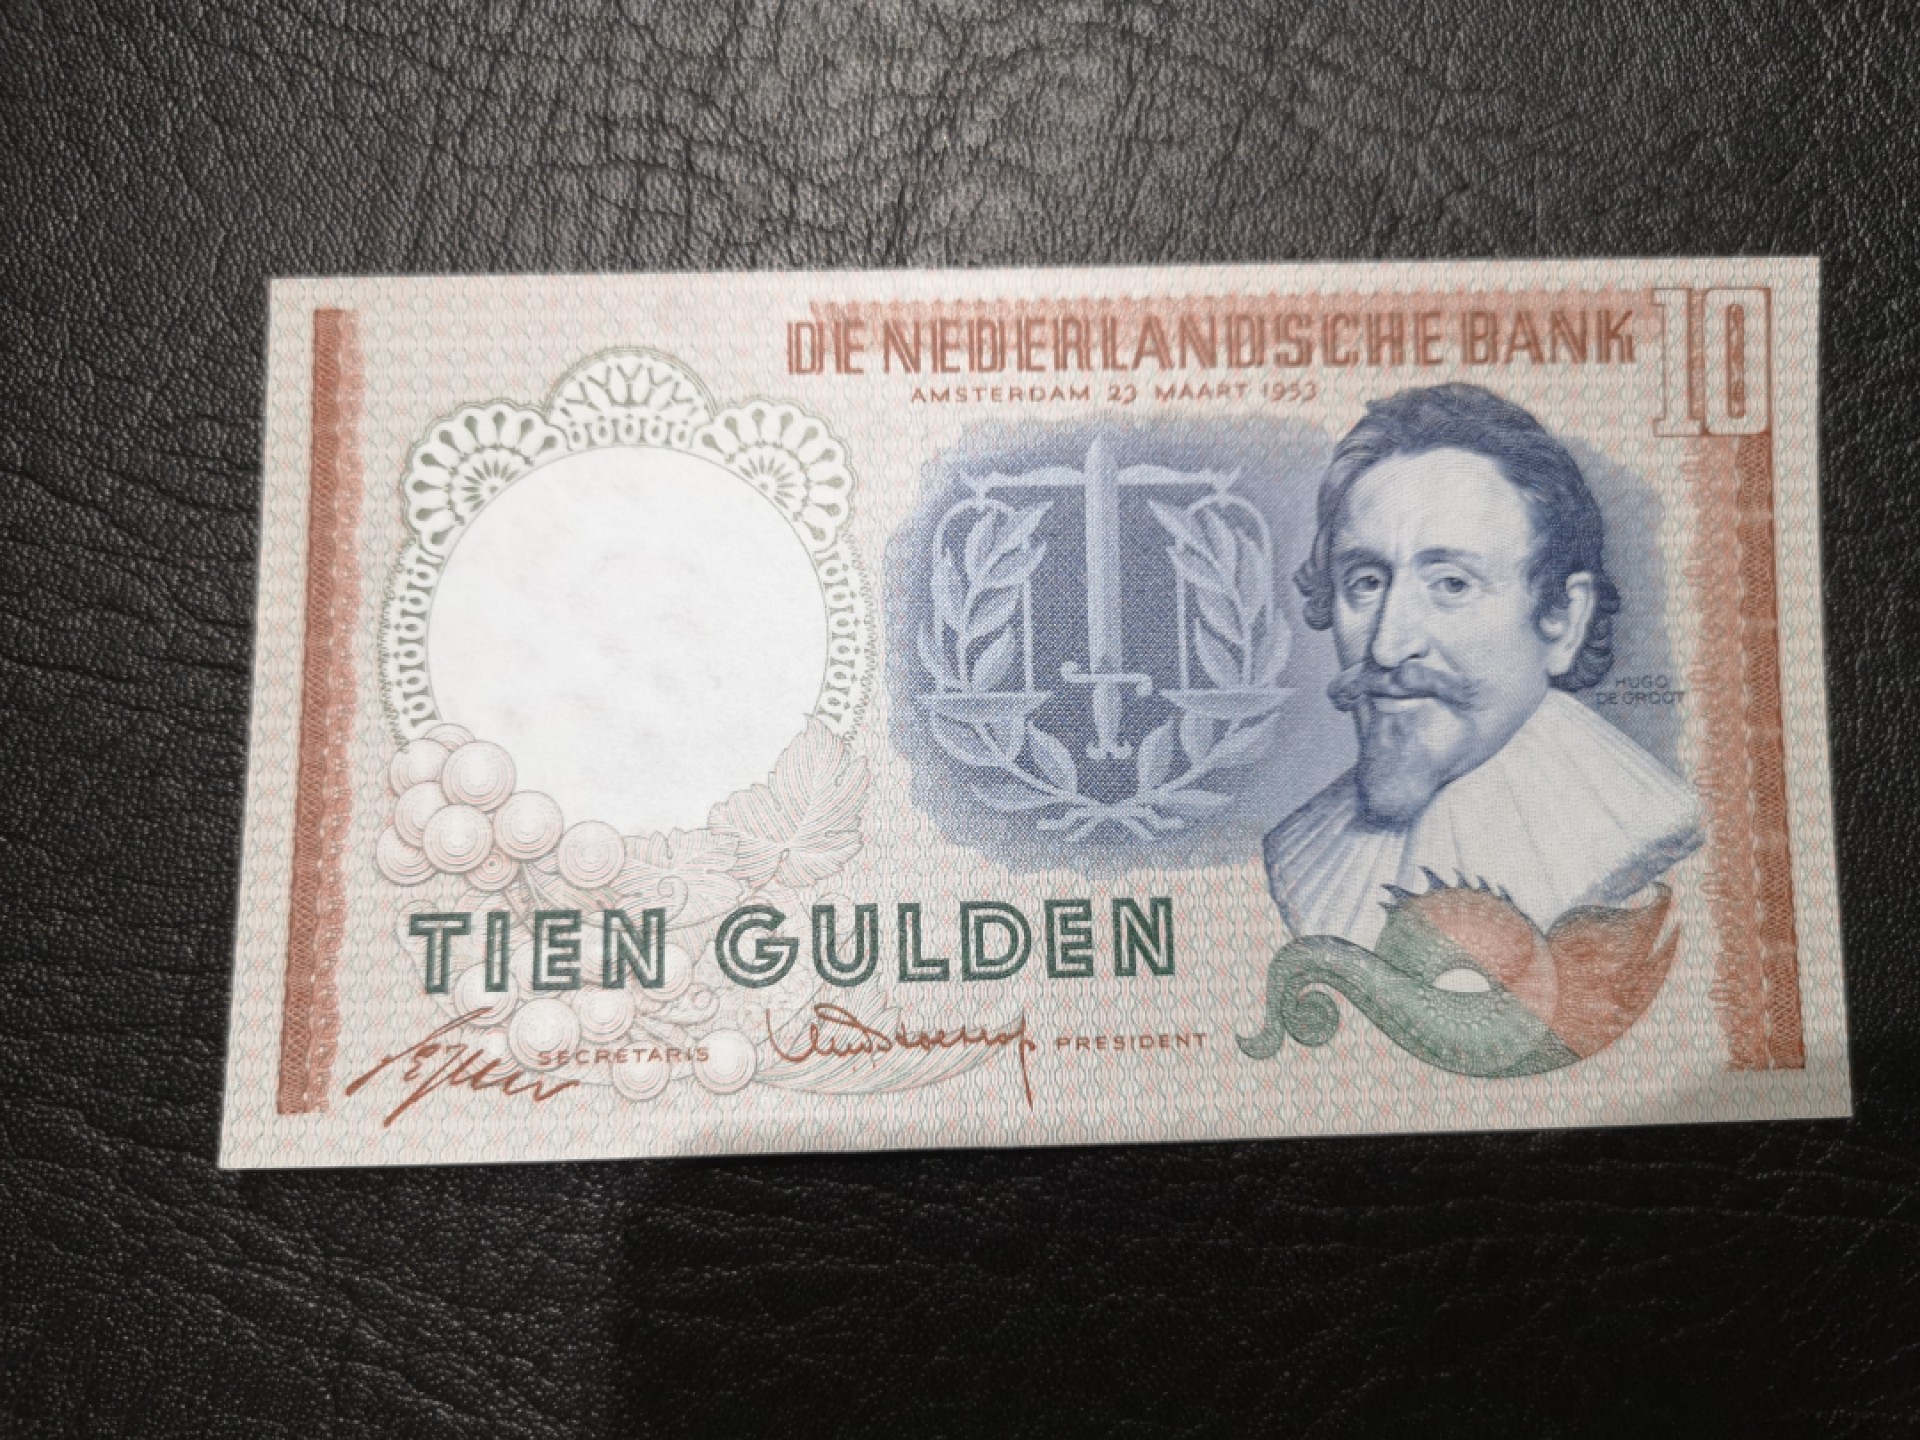 DE NEDERLANDSCHE BANK
10
AMSTERDAM 23 MAART 1953
HUGO
DE GROOT
TIEN GULDEN
SECRETARIS
PRESIDENT